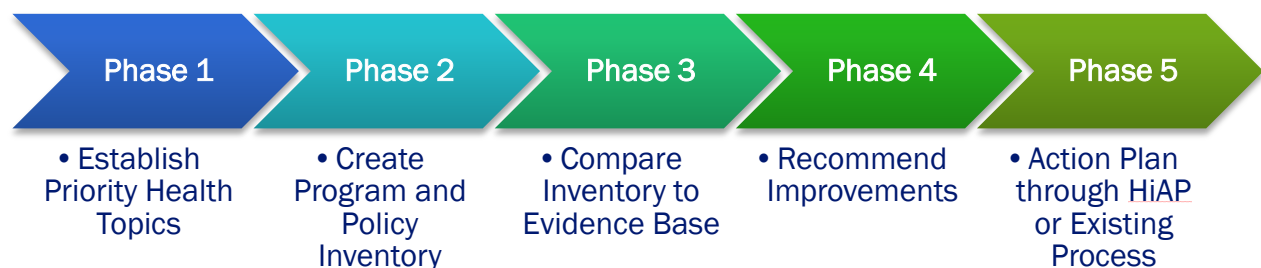 Phase 1
• Establish
Priority Health
Topics
Phase 2
• Create
Program and
Policy
Inventory
Phase 3
• Compare
Inventory to
Evidence Base
Phase 4
• Recommend
Improvements
Phase 5
• Action Plan
through HiAP
or Existing
Process